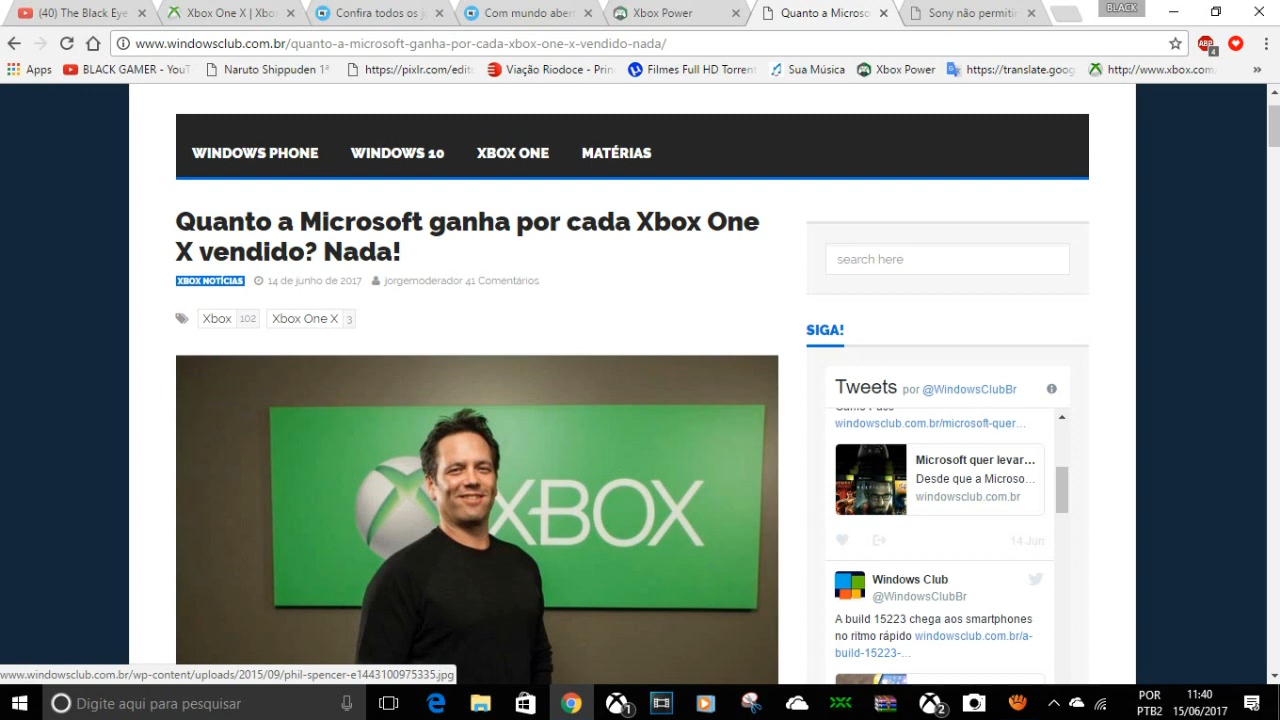 (40) The Black Eye
Xbox One X | Xbo
Confira todos os j
Com mundo aber
Xbox Power
Quanto a Microso
Sony não permitir
BLACK
www.windowsclub.com.br/quanto-a-microsoft-ganha-por-cada-xbox-one-x-vendido-nada/
ABP
4
Apps
BLACK GAMER - YouT
Naruto Shippuden 1ª
https://pixlr.com/edit
Viação Riodoce - Prin
Filmes Full HD Torrent
Sua Música
Xbox Power
https://translate.goog
http://www.xbox.com
»
WINDOWS PHONE
WINDOWS 10
XBOX ONE
MATÉRIAS
Quanto a Microsoft ganha por cada Xbox One
X vendido? Nada!
XBOX NOTÍCIAS
14 de junho de 2017
jorgemoderador 41 Comentários
Xbox 102
Xbox One X 3
XBOX
search here
SIGA!
Tweets por @WindowsClubBr
Game Pass
windowsclub.com.br/microsoft-quer…
Microsoft quer levar…
Desde que a Microso…
windowsclub.com.br
14 Jun
Windows Club
@WindowsClubBr
A build 15223 chega aos smartphones
no ritmo rápido windowsclub.com.br/a-
build-15223-…
www.windowsclub.com.br/wp-content/uploads/2015/09/phil-spencer-e1443100975335.jpg
Digite aqui para pesquisar
1
2
POR
PTB2
11:40
15/06/2017